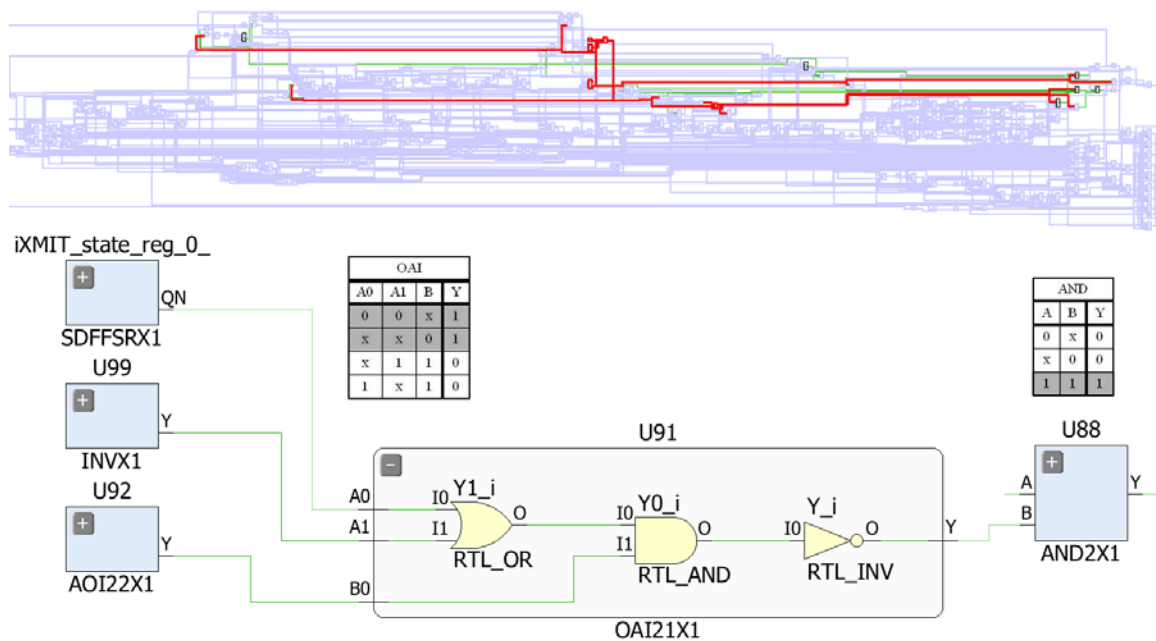 iXMIT_state_reg_0_
QN
SDFFSRX1
U99
Y
INVX1
U92
Y
AOI22X1
OAI
A0 A1 B Y
0 0 x 1
x x 0 1
x 1 1 0
1 x 1 0
AND
A B Y
0 x 0
x 0 0
1 1 1
U91
A0
A1
B0
I0
Y1_i
I1
O
RTL_OR
I0
Y0_i
I1
O
RTL_AND
I0
Y_i
O
RTL_INV
Y
OAI21X1
U88
A
B
Y
AND2X1